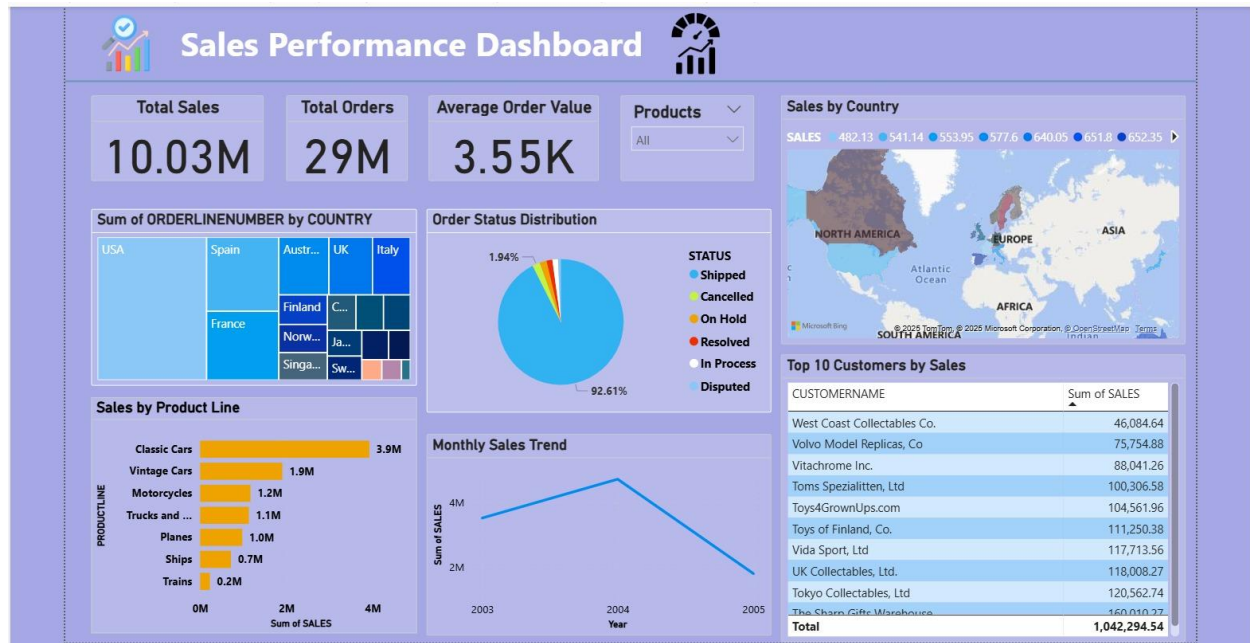 Sales Performance Dashboard
Total Sales
10.03M
Total Orders
29M
Average Order Value
3.55K
Products
All
Sales by Country
SALES 482.13 541.14 553.95 577.6 640.05 651.8 652.35
NORTH AMERICA
EUROPE
ASIA
Atlantic
Ocean
AFRICA
Microsoft Bing
© 2025 TomTom, © 2025 Microsoft Corporation, © OpenStreetMap Terms
SOUTH AMERICA
Indian
Sum of ORDERLINENUMBER by COUNTRY
USA
Spain
Austr...
UK
Italy
France
Finland
C...
Norw...
Ja...
Singa...
Sw...
Order Status Distribution
1.94%
92.61%
STATUS
Shipped
Cancelled
On Hold
Resolved
In Process
Disputed
Sales by Product Line
PRODUCTLINE
Classic Cars 3.9M
Vintage Cars 1.9M
Motorcycles 1.2M
Trucks and ... 1.1M
Planes 1.0M
Ships 0.7M
Trains 0.2M
0M 2M 4M
Sum of SALES
Monthly Sales Trend
Sum of SALES
4M
2M
2003 2004 2005
Year
Top 10 Customers by Sales
CUSTOMERNAME Sum of SALES
West Coast Collectables Co. 46,084.64
Volvo Model Replicas, Co 75,754.88
Vitachrome Inc. 88,041.26
Toms Spezialitten, Ltd 100,306.58
Toys4GrownUps.com 104,561.96
Toys of Finland, Co. 111,250.38
Vida Sport, Ltd 117,713.56
UK Collectables, Ltd. 118,008.27
Tokyo Collectables, Ltd 120,562.74
The Sharp Gifts Warehouse 160,010.27
Total 1,042,294.54